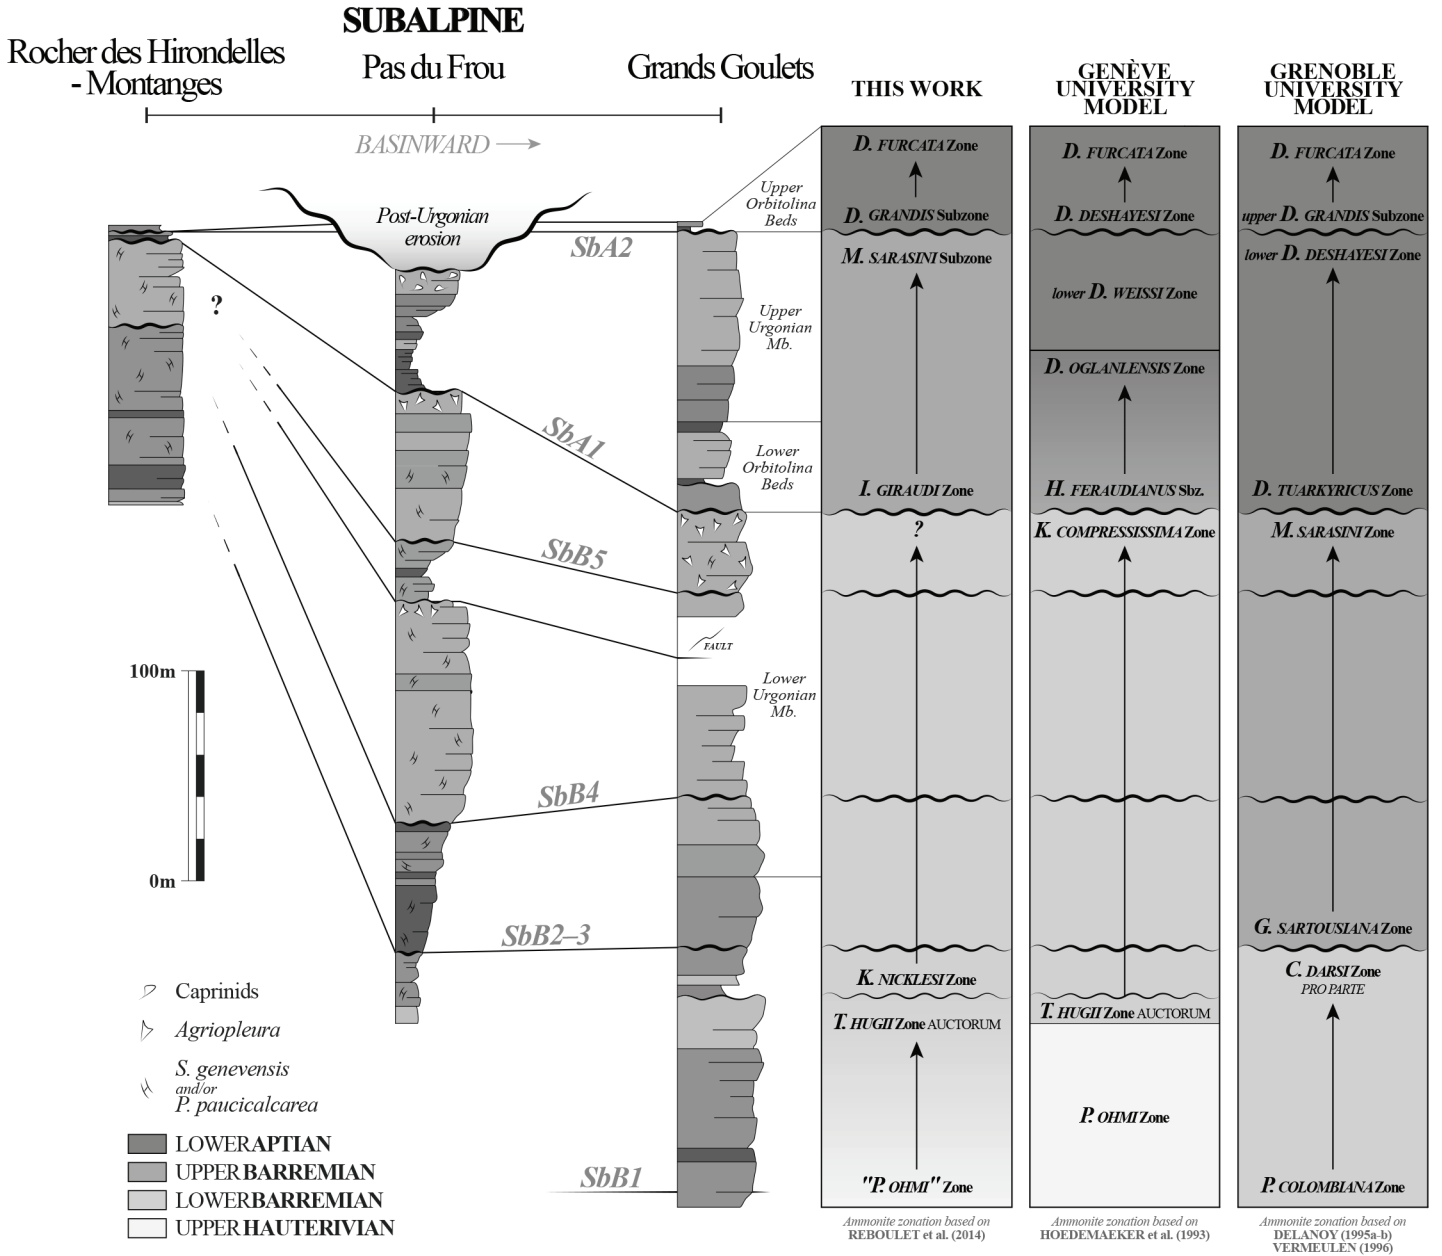 SUBALPINE
Rocher des Hirondelles
- Montanges
Pas du Frou
Grands Goulets
THIS WORK
GENÈVE
UNIVERSITY
MODEL
GRENOBLE
UNIVERSITY
MODEL
BASINWARD
Post-Urgonian
erosion
?
SbA2
SbA1
SbB5
SbB4
SbB2–3
SbB1
FAULT
Upper
Orbitolina
Beds
Upper
Urgonian
Mb.
Lower
Orbitolina
Beds
Lower
Urgonian
Mb.
D. FURCATA Zone
D. GRANDIS Subzone
M. SARASINI Subzone
I. GIRAUDI Zone
?
K. NICKLESI Zone
T. HUGII Zone AUCTORUM
"P. OHMI" Zone
Ammonite zonation based on
REBOULET et al. (2014)
D. FURCATA Zone
D. DESHAYESI Zone
lower D. WEISSI Zone
D. OGLANLENSIS Zone
H. FERAUDIANUS Sbz.
K. COMPRESSISSIMA Zone
T. HUGII Zone AUCTORUM
P. OHMI Zone
Ammonite zonation based on
HOEDEMAEKER et al. (1993)
D. FURCATA Zone
upper D. GRANDIS Subzone
lower D. DESHAYESI Zone
D. TUARKYRICUS Zone
M. SARASINI Zone
G. SARTOUSIANA Zone
C. DARSI Zone
PRO PARTE
P. COLOMBIANA Zone
Ammonite zonation based on
DELANOY (1995a-b)
VERMEULEN (1996)
100m
0m
Caprinids
Agriopleura
S. genevensis
and/or
P. paucicalcarea
LOWER APTIAN
UPPER BARREMIAN
LOWER BARREMIAN
UPPER HAUTERIVIAN